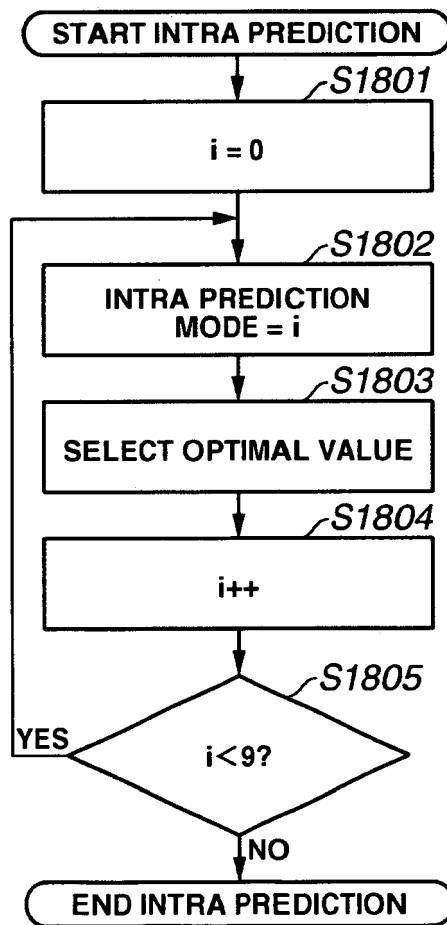 START INTRA PREDICTION
S1801
i = 0
S1802
INTRA PREDICTION
MODE = i
S1803
SELECT OPTIMAL VALUE
S1804
i++
S1805
YES
i<9?
NO
END INTRA PREDICTION